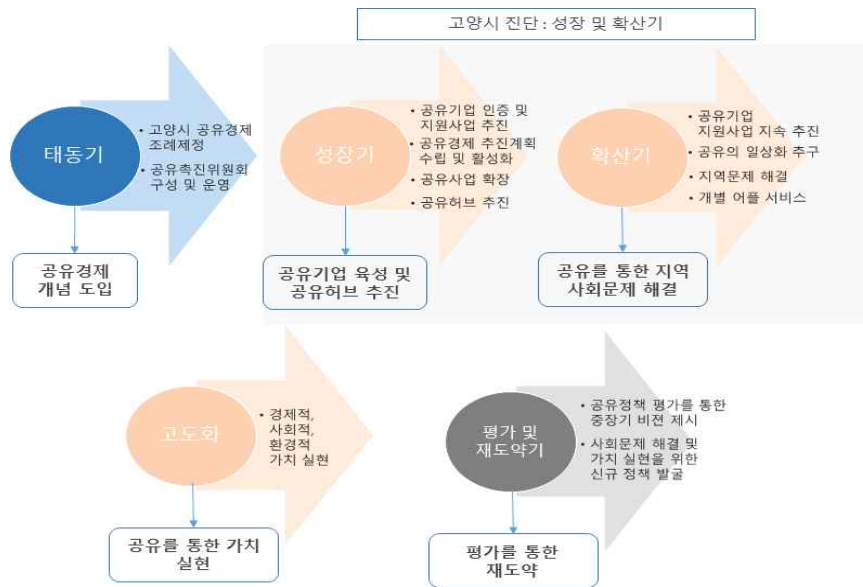 고양시 진단 : 성장 및 확산기
태동기
• 고양시 공유경제
조례제정
• 공유촉진위원회
구성 및 운영
공유경제
개념 도입
성장기
• 공유기업 인증 및
지원사업 추진
• 공유경제 추진계획
수립 및 활성화
• 공유사업 확장
• 공유허브 추진
공유기업 육성 및
공유허브 추진
확산기
• 공유기업
지원사업 지속 추진
• 공유의 일상화 추구
• 지역문제 해결
• 개별 어플 서비스
공유를 통한 지역
사회문제 해결
고도화
• 경제적,
사회적,
환경적
가치 실현
공유를 통한 가치
실현
평가 및
재도약기
• 공유정책 평가를 통한
중장기 비젼 제시
• 사회문제 해결 및
가치 실현을 위한
신규 정책 발굴
평가를 통한
재도약